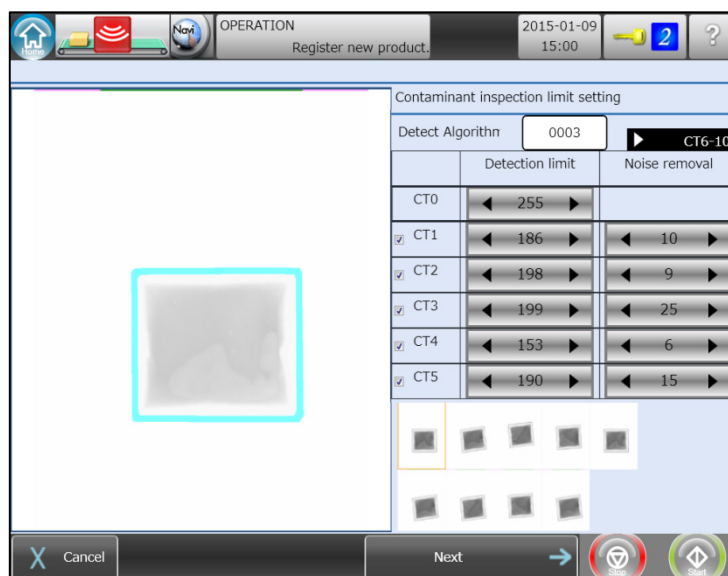 Home
Navi
OPERATION
Register new product.
2015-01-09
15:00
2
?
Contaminant inspection limit setting
Detect Algorithm 0003 CT6-10
Detection limit Noise removal
CT0 255
CT1 186 10
CT2 198 9
CT3 199 25
CT4 153 6
CT5 190 15
X Cancel
Next
Stop
Start